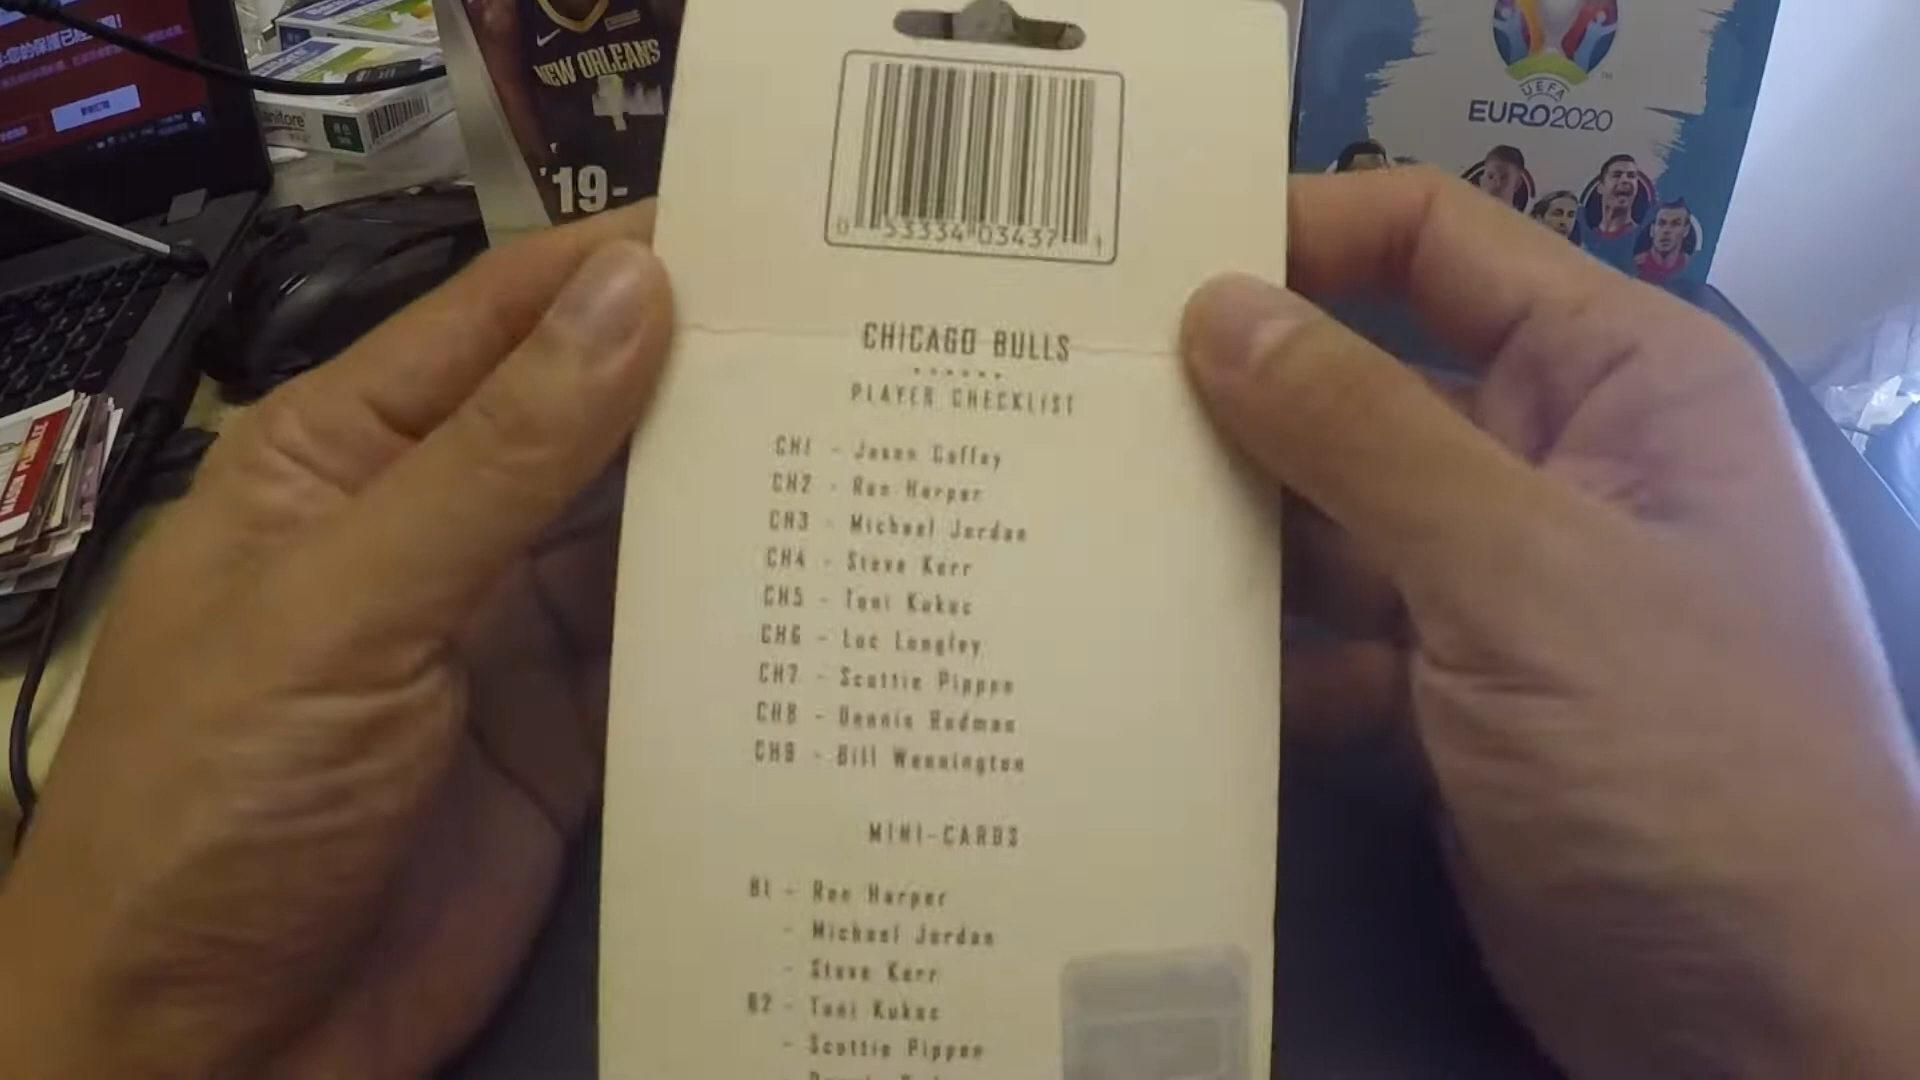 NEW ORLEANS
'19-
UEFA
EURO2020
0 53334 03437 1
CHICAGO BULLS
PLAYER CHECKLIST
CH1 - Jason Caffey
CH2 - Ron Harper
CH3 - Michael Jordan
CH4 - Steve Kerr
CH5 - Toni Kukoc
CH6 - Luc Longley
CH7 - Scottie Pippen
CH8 - Dennis Rodman
CH9 - Bill Wennington
MINI-CARDS
B1 - Ron Harper
- Michael Jordan
- Steve Kerr
B2 - Toni Kukoc
- Scottie Pippen
MASON PLUMLEE